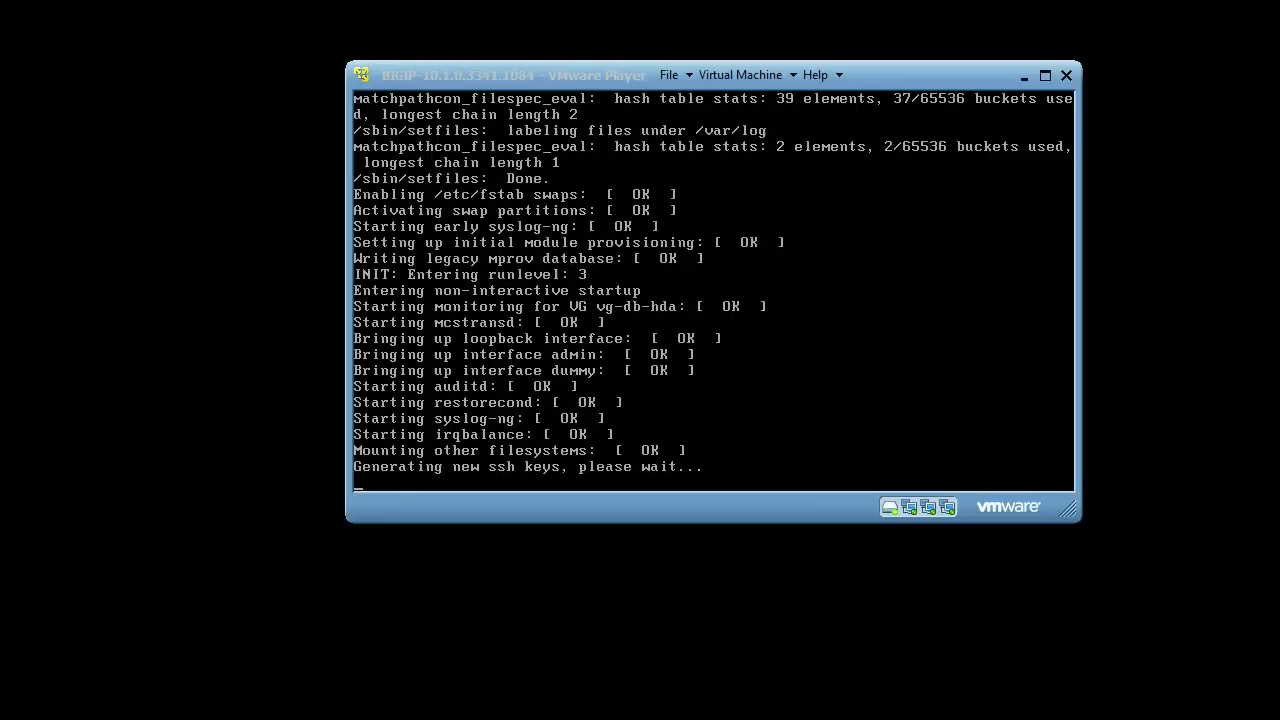 BIGIP-10.1.0.3341.1084 - VMware Player File Virtual Machine Help
matchpathcon_filespec_eval:  hash table stats: 39 elements, 37/65536 buckets use
d, longest chain length 2
/sbin/setfiles:  labeling files under /var/log
matchpathcon_filespec_eval:  hash table stats: 2 elements, 2/65536 buckets used,
 longest chain length 1
/sbin/setfiles:  Done.
Enabling /etc/fstab swaps:  [  OK  ]
Activating swap partitions: [  OK  ]
Starting early syslog-ng: [  OK  ]
Setting up initial module provisioning: [  OK  ]
Writing legacy mprov database: [  OK  ]
INIT: Entering runlevel: 3
Entering non-interactive startup
Starting monitoring for VG vg-db-hda: [  OK  ]
Starting mcstransd: [  OK  ]
Bringing up loopback interface:  [  OK  ]
Bringing up interface admin:  [  OK  ]
Bringing up interface dummy:  [  OK  ]
Starting auditd: [  OK  ]
Starting restorecond: [  OK  ]
Starting syslog-ng: [  OK  ]
Starting irqbalance: [  OK  ]
Mounting other filesystems:  [  OK  ]
Generating new ssh keys, please wait...
_
vmware